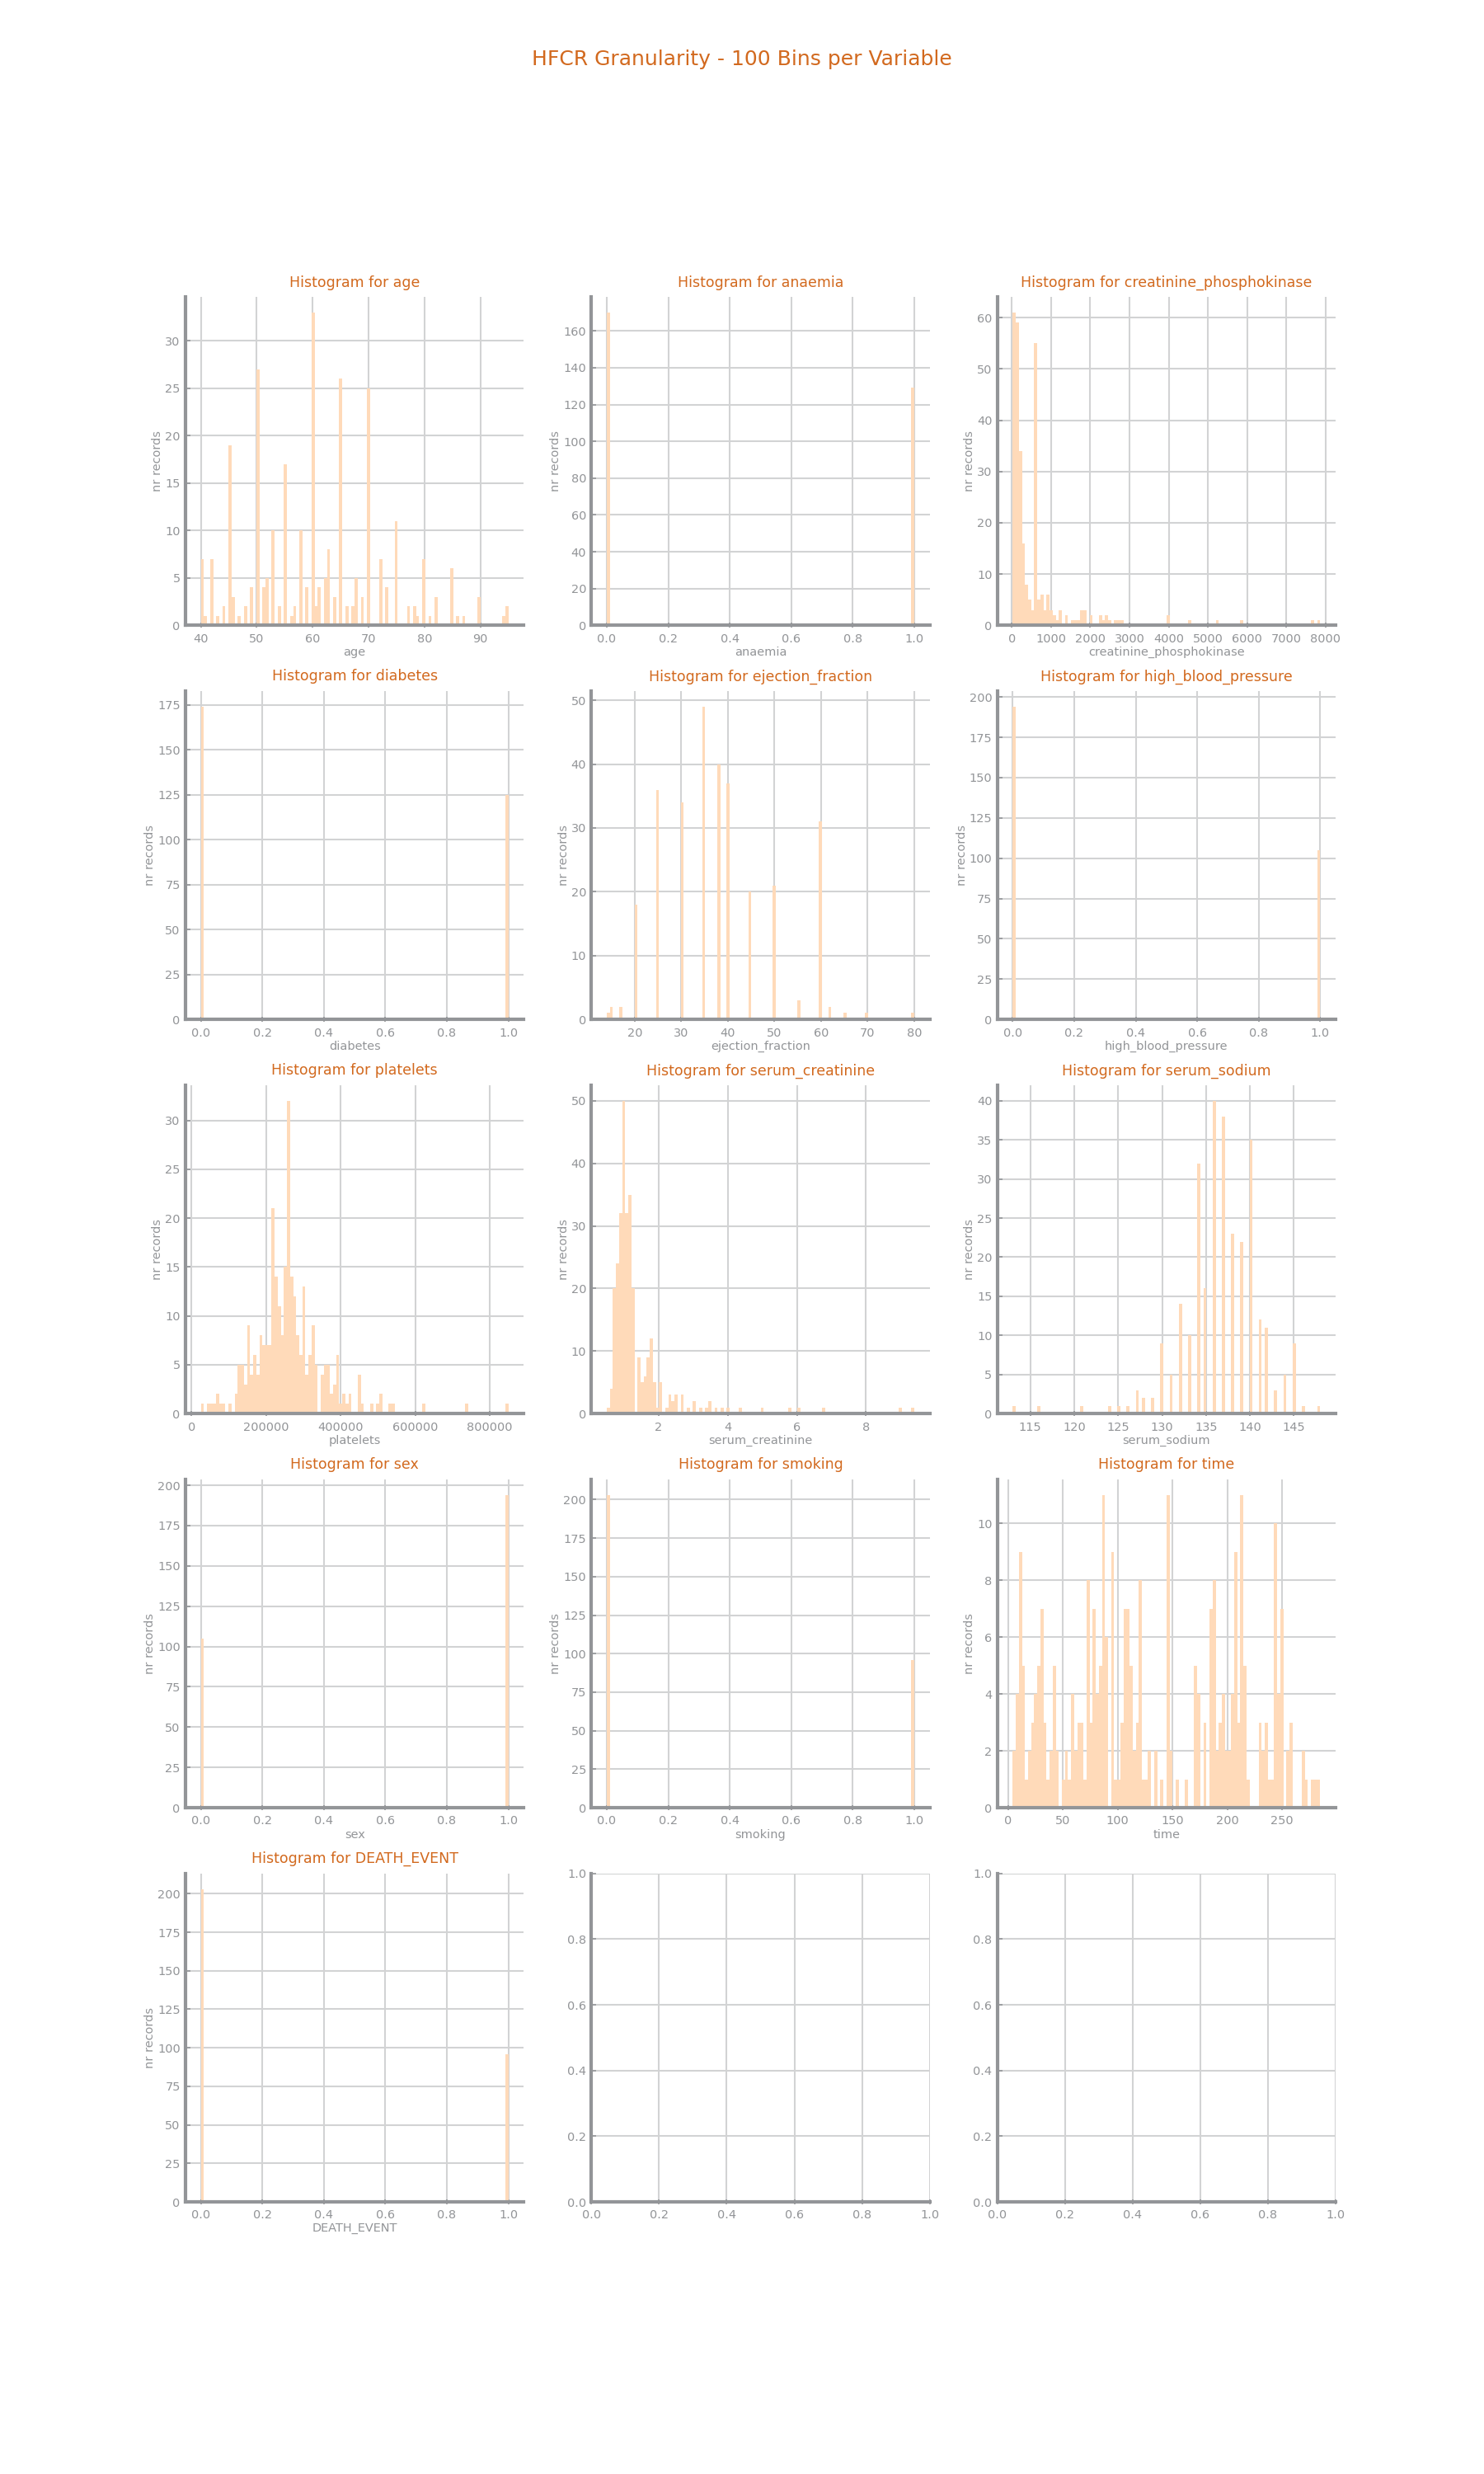 HFCR Granularity - 100 Bins per Variable
Histogram for age
Histogram for anaemia
Histogram for creatinine_phosphokinase
nr records
0
5
10
15
20
25
30
40 50 60 70 80 90
age
nr records
0
20
40
60
80
100
120
140
160
0.0 0.2 0.4 0.6 0.8 1.0
anaemia
nr records
0
10
20
30
40
50
60
0 1000 2000 3000 4000 5000 6000 7000 8000
creatinine_phosphokinase
Histogram for diabetes
Histogram for ejection_fraction
Histogram for high_blood_pressure
nr records
0
25
50
75
100
125
150
175
0.0 0.2 0.4 0.6 0.8 1.0
diabetes
nr records
0
10
20
30
40
50
20 30 40 50 60 70 80
ejection_fraction
nr records
0
25
50
75
100
125
150
175
200
0.0 0.2 0.4 0.6 0.8 1.0
high_blood_pressure
Histogram for platelets
Histogram for serum_creatinine
Histogram for serum_sodium
nr records
0
5
10
15
20
25
30
0 200000 400000 600000 800000
platelets
nr records
0
10
20
30
40
50
2 4 6 8
serum_creatinine
nr records
0
5
10
15
20
25
30
35
40
115 120 125 130 135 140 145
serum_sodium
Histogram for sex
Histogram for smoking
Histogram for time
nr records
0
25
50
75
100
125
150
175
200
0.0 0.2 0.4 0.6 0.8 1.0
sex
nr records
0
25
50
75
100
125
150
175
200
0.0 0.2 0.4 0.6 0.8 1.0
smoking
nr records
0
2
4
6
8
10
0 50 100 150 200 250
time
Histogram for DEATH_EVENT
nr records
0
25
50
75
100
125
150
175
200
0.0 0.2 0.4 0.6 0.8 1.0
DEATH_EVENT
0.0
0.2
0.4
0.6
0.8
1.0
0.0 0.2 0.4 0.6 0.8 1.0
0.0
0.2
0.4
0.6
0.8
1.0
0.0 0.2 0.4 0.6 0.8 1.0